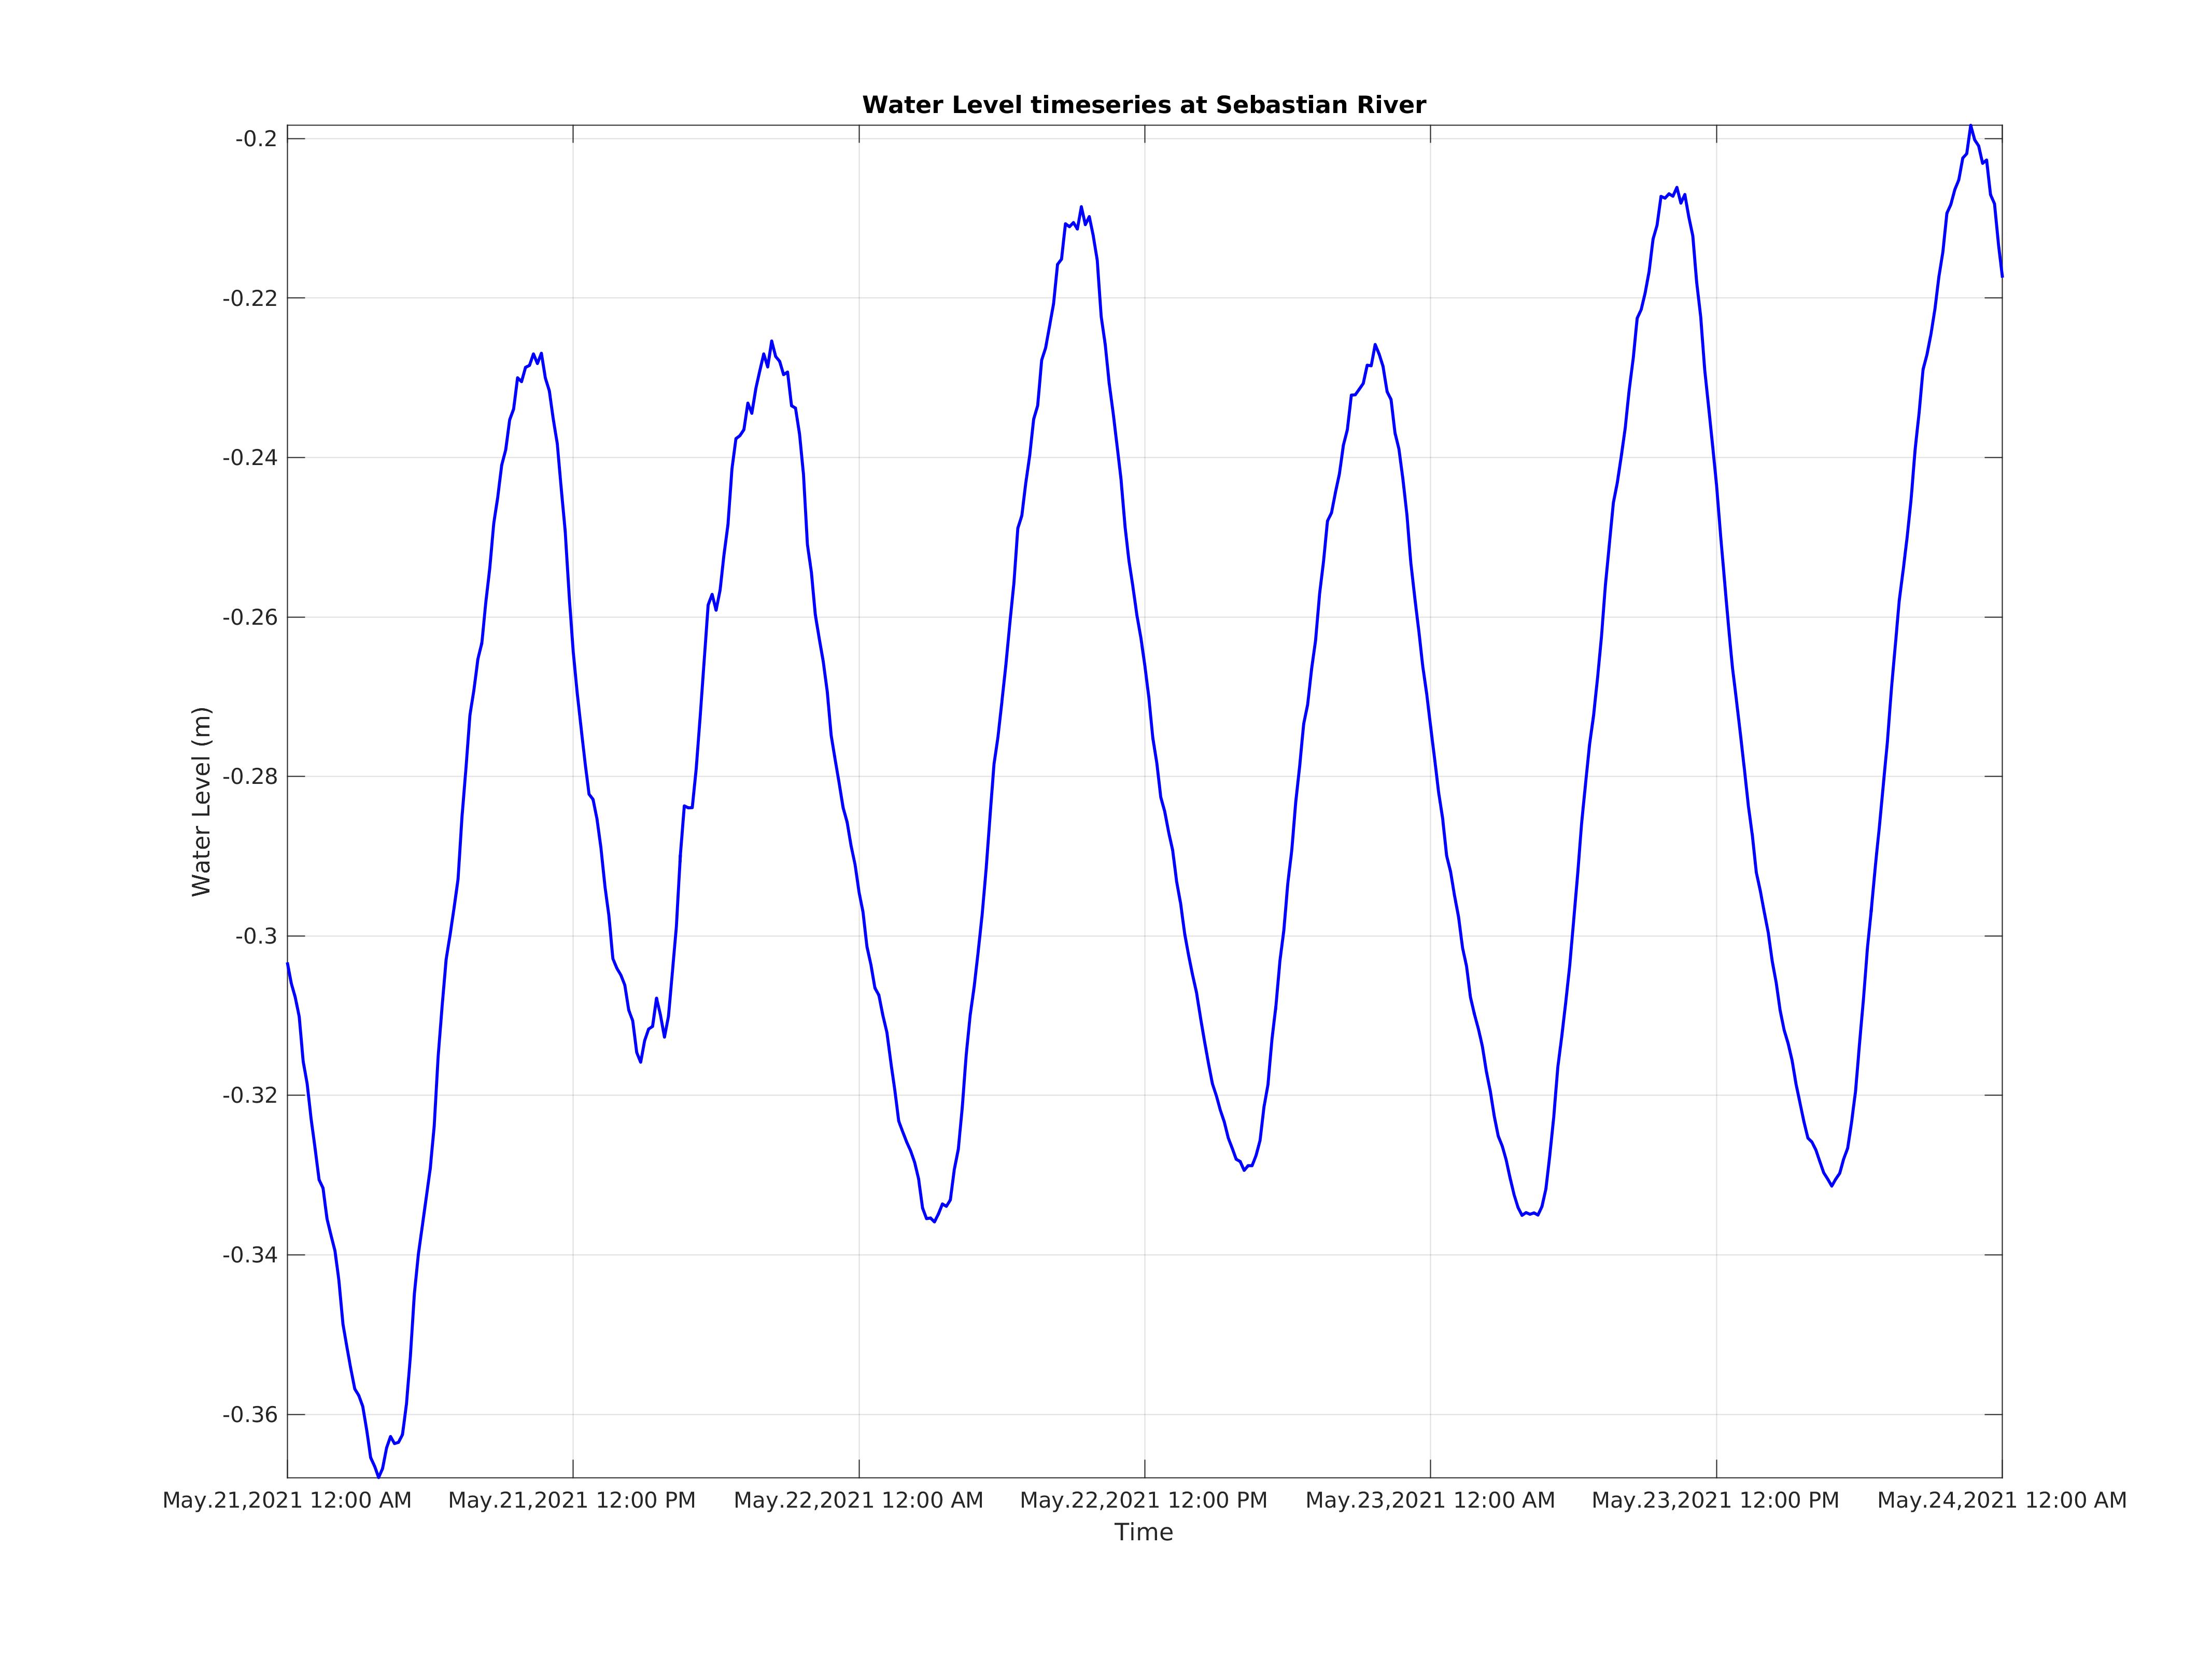 Water Level timeseries at Sebastian River
-0.2
-0.22
-0.24
-0.26
-0.28
-0.3
-0.32
-0.34
-0.36
Water Level (m)
May.21,2021 12:00 AM May.21,2021 12:00 PM May.22,2021 12:00 AM May.22,2021 12:00 PM May.23,2021 12:00 AM May.23,2021 12:00 PM May.24,2021 12:00 AM
Time